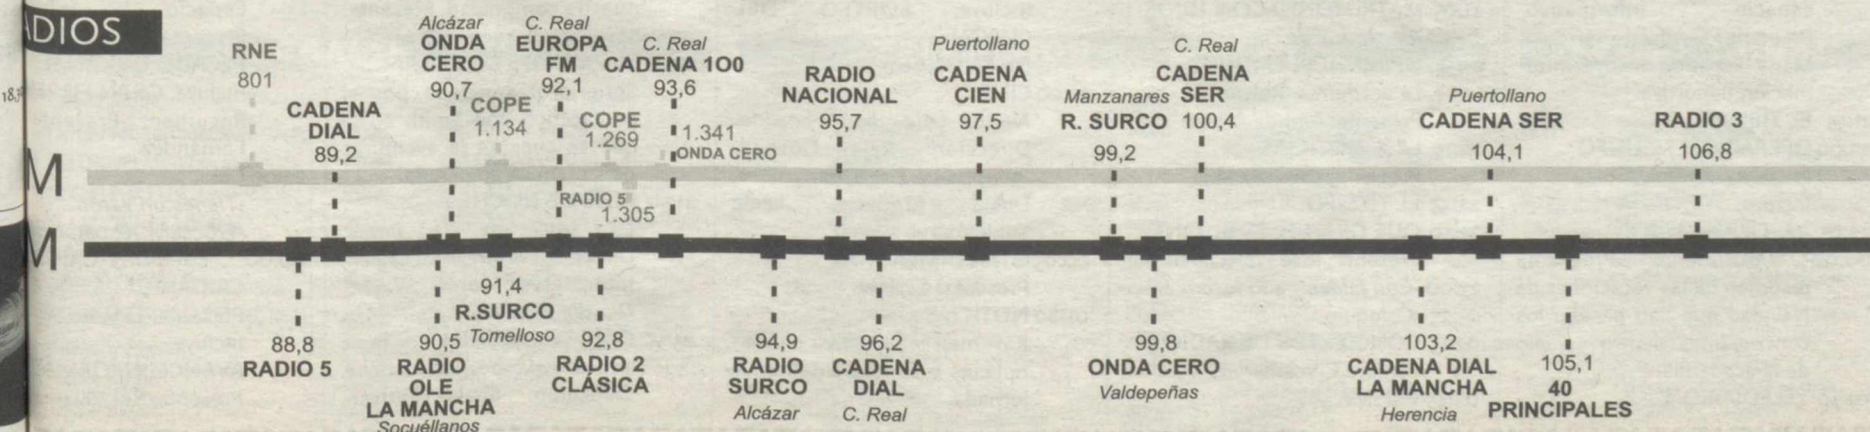 ADIOS
RNE
801
CADENA
DIAL
89,2
Alcázar
ONDA
CERO
90,7
COPE
1.134
C. Real
EUROPA
FM
92,1
COPE
1.269
C. Real
CADENA 100
93,6
1.341
ONDA CERO
RADIO 5
1.305
RADIO
NACIONAL
95,7
Puertollano
CADENA
CIEN
97,5
Manzanares
R. SURCO
99,2
C. Real
CADENA
SER
100,4
Puertollano
CADENA SER
104,1
RADIO 3
106,8
M
M
88,8
RADIO 5
90,5
RADIO
OLE
LA MANCHA
Socuéllanos
91,4
R.SURCO
Tomelloso
92,8
RADIO 2
CLÁSICA
94,9
RADIO
SURCO
Alcázar
96,2
CADENA
DIAL
C. Real
99,8
ONDA CERO
Valdepeñas
103,2
CADENA DIAL
LA MANCHA
Herencia
105,1
40
PRINCIPALES